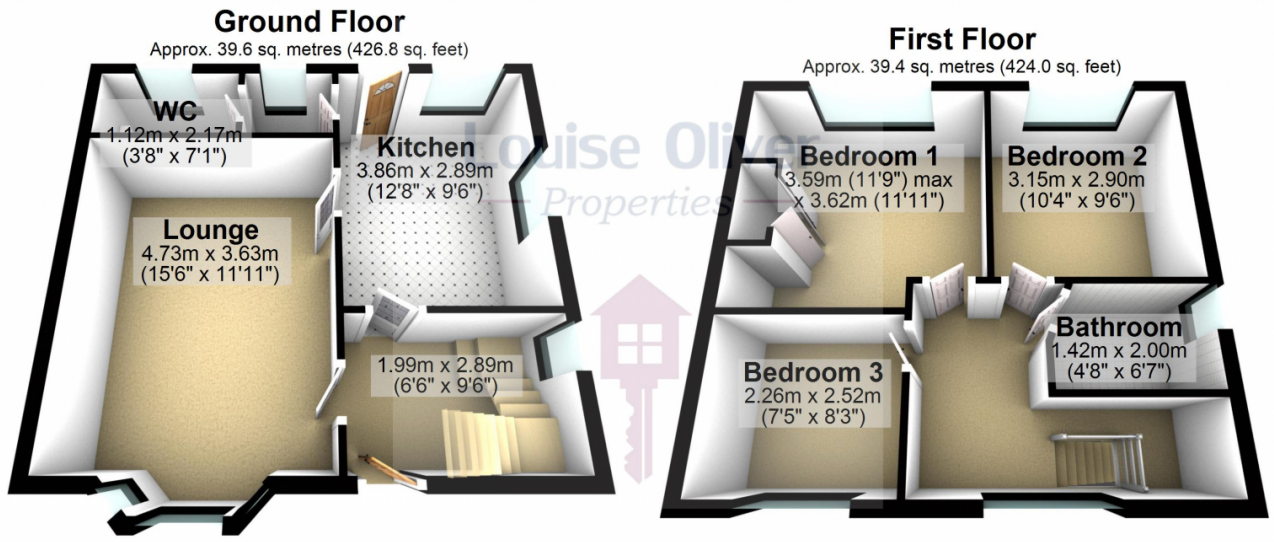 Ground Floor
Approx. 39.6 sq. metres (426.8 sq. feet)
WC
1.12m x 2.17m
(3'8" x 7'1")
Kitchen
3.86m x 2.89m
(12'8" x 9'6")
Lounge
4.73m x 3.63m
(15'6" x 11'11")
1.99m x 2.89m
(6'6" x 9'6")
First Floor
Approx. 39.4 sq. metres (424.0 sq. feet)
Bedroom 1
3.59m (11'9") max
x 3.62m (11'11")
Bedroom 2
3.15m x 2.90m
(10'4" x 9'6")
Bathroom
1.42m x 2.00m
(4'8" x 6'7")
Bedroom 3
2.26m x 2.52m
(7'5" x 8'3")
Louise Oliver
Properties